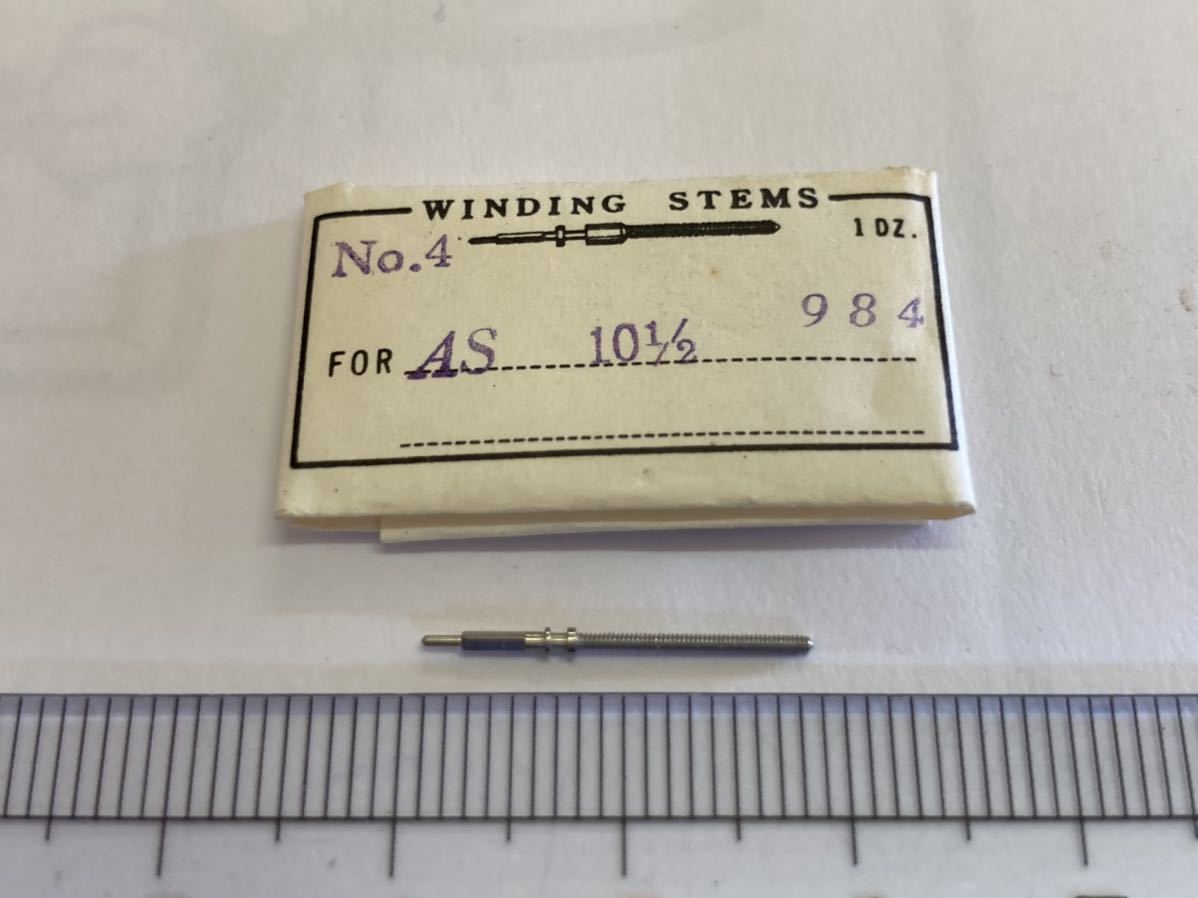 WINDING STEMS
No.4 1 DZ.
984
FOR AS 10½